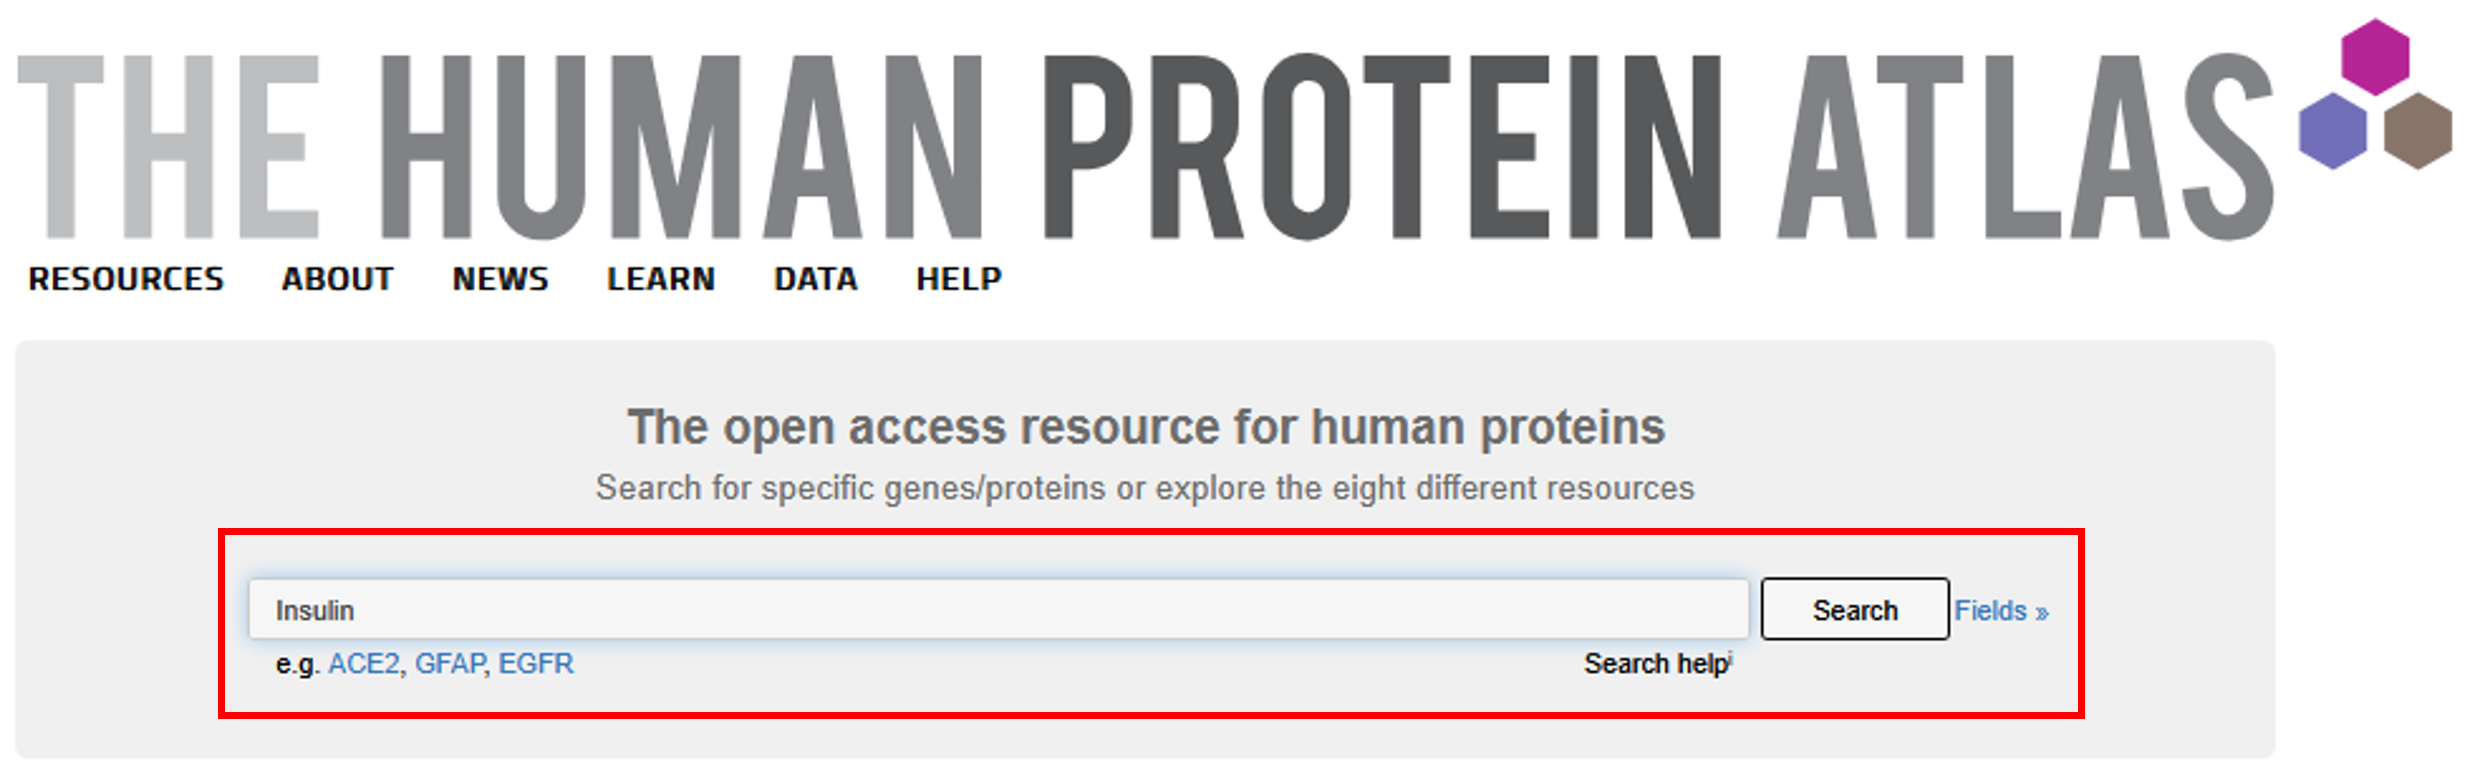 THE HUMAN PROTEIN ATLAS
RESOURCES ABOUT NEWS LEARN DATA HELP
The open access resource for human proteins
Search for specific genes/proteins or explore the eight different resources
Insulin Search Fields »
e.g. ACE2, GFAP, EGFR Search helpⁱ